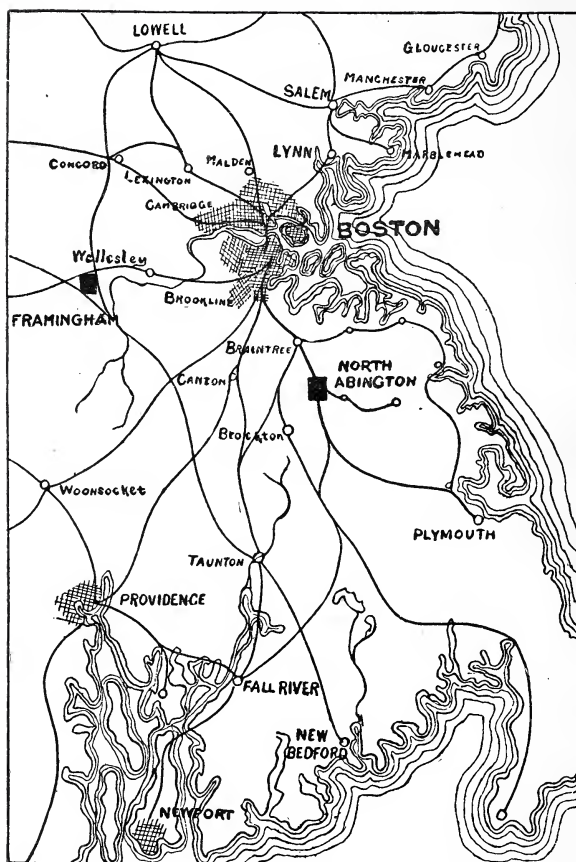 LOWELL
GLOUCESTER
MANCHESTER
SALEM
LYNN
MARBLEHEAD
CONCORD
LEXINGTON
MALDEN
CAMBRIDGE
BOSTON
Wellesley
BROOKLINE
FRAMINGHAM
BRAINTREE
NORTH
ABINGTON
CANTON
BROCKTON
WOONSOCKET
PLYMOUTH
TAUNTON
PROVIDENCE
FALL RIVER
NEW
BEDFORD
NEWPORT